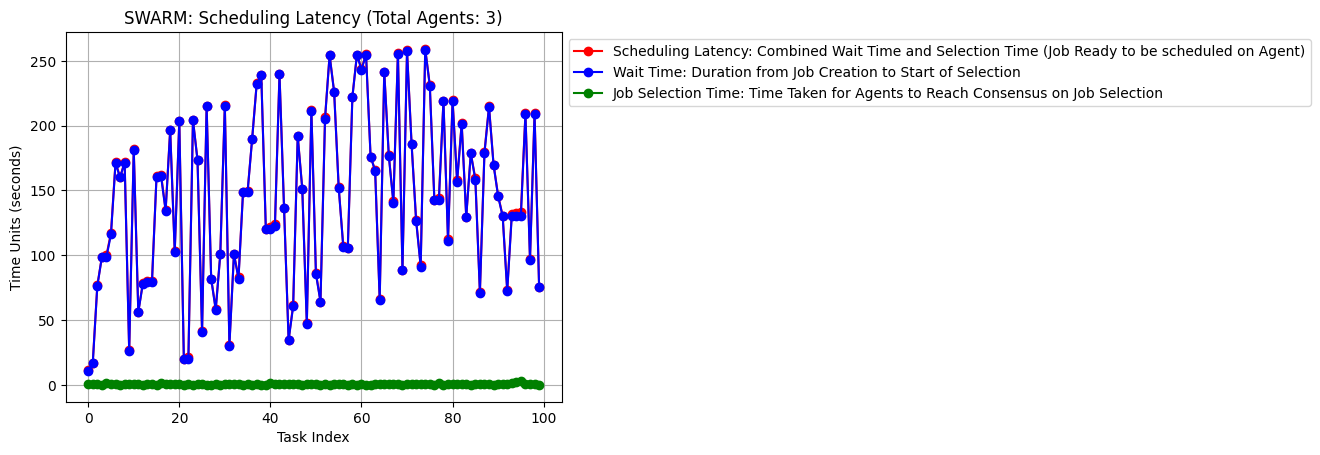 SWARM: Scheduling Latency (Total Agents: 3)
Scheduling Latency: Combined Wait Time and Selection Time (Job Ready to be scheduled on Agent)
Wait Time: Duration from Job Creation to Start of Selection
Job Selection Time: Time Taken for Agents to Reach Consensus on Job Selection
Time Units (seconds)
250
200
150
100
50
0
0 20 40 60 80 100
Task Index